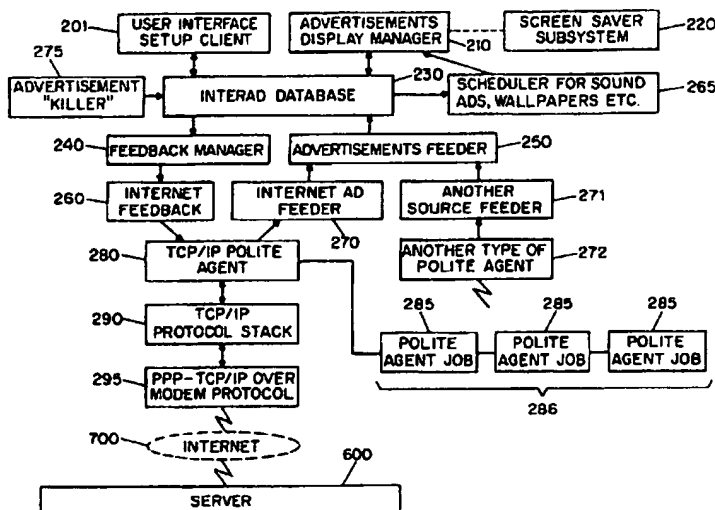 201
USER INTERFACE
SETUP CLIENT
ADVERTISEMENTS
DISPLAY MANAGER
210
SCREEN SAVER
SUBSYSTEM
220
275
ADVERTISEMENT
"KILLER"
INTERAD DATABASE
230
SCHEDULER FOR SOUND
ADS, WALLPAPERS ETC.
265
240
FEEDBACK MANAGER
ADVERTISEMENTS FEEDER
250
260
INTERNET
FEEDBACK
INTERNET AD
FEEDER
270
ANOTHER
SOURCE FEEDER
271
280
TCP/IP POLITE
AGENT
ANOTHER TYPE OF
POLITE AGENT
272
290
TCP/IP
PROTOCOL STACK
285
POLITE
AGENT JOB
285
POLITE
AGENT JOB
285
POLITE
AGENT JOB
286
295
PPP-TCP/IP OVER
MODEM PROTOCOL
700
INTERNET
600
SERVER